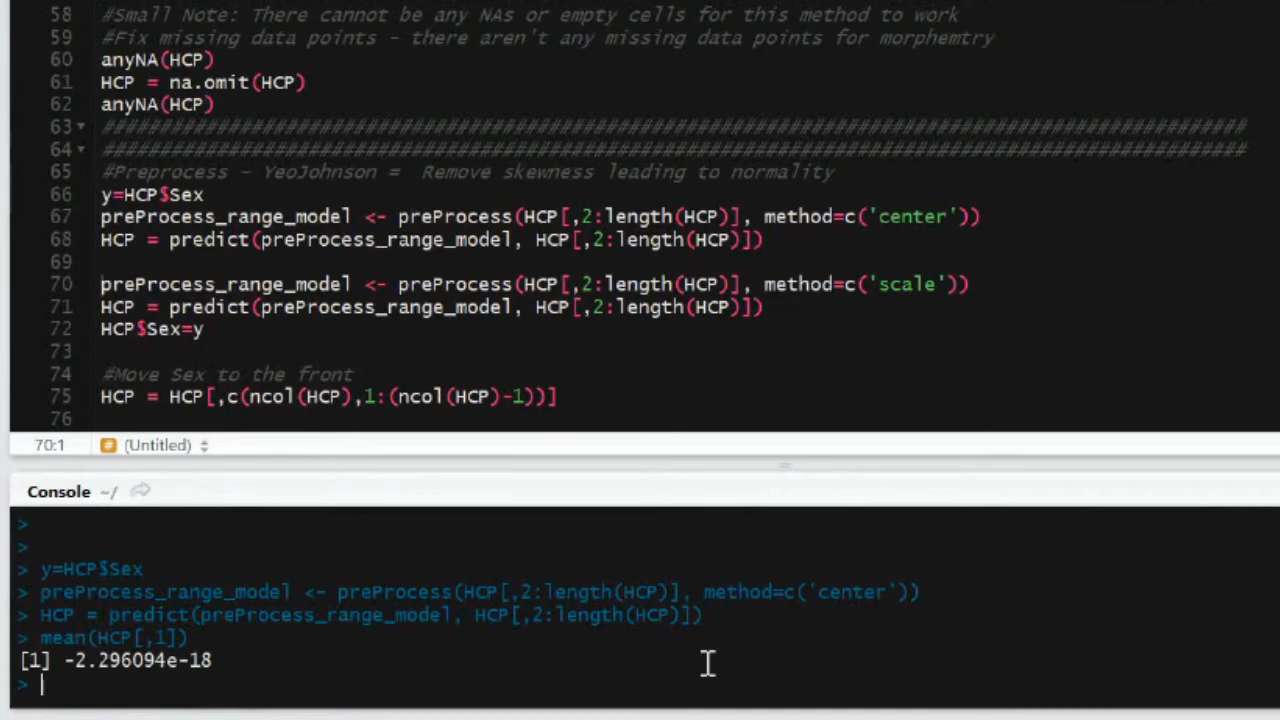 58 #Small Note: There cannot be any NAs or empty cells for this method to work
59 #Fix missing data points - there aren't any missing data points for morphemtry
60 anyNA(HCP)
61 HCP = na.omit(HCP)
62 anyNA(HCP)
63 ######################################################################################################
64 ######################################################################################################
65 #Preprocess - YeoJohnson = Remove skewness leading to normality
66 y=HCP$Sex
67 preProcess_range_model <- preProcess(HCP[,2:length(HCP)], method=c('center'))
68 HCP = predict(preProcess_range_model, HCP[,2:length(HCP)])
69
70 preProcess_range_model <- preProcess(HCP[,2:length(HCP)], method=c('scale'))
71 HCP = predict(preProcess_range_model, HCP[,2:length(HCP)])
72 HCP$Sex=y
73
74 #Move Sex to the front
75 HCP = HCP[,c(ncol(HCP),1:(ncol(HCP)-1))]
76
70:1 # (Untitled)
Console ~/
>
>
> y=HCP$Sex
> preProcess_range_model <- preProcess(HCP[,2:length(HCP)], method=c('center'))
> HCP = predict(preProcess_range_model, HCP[,2:length(HCP)])
> mean(HCP[,1])
[1] -2.296094e-18
>